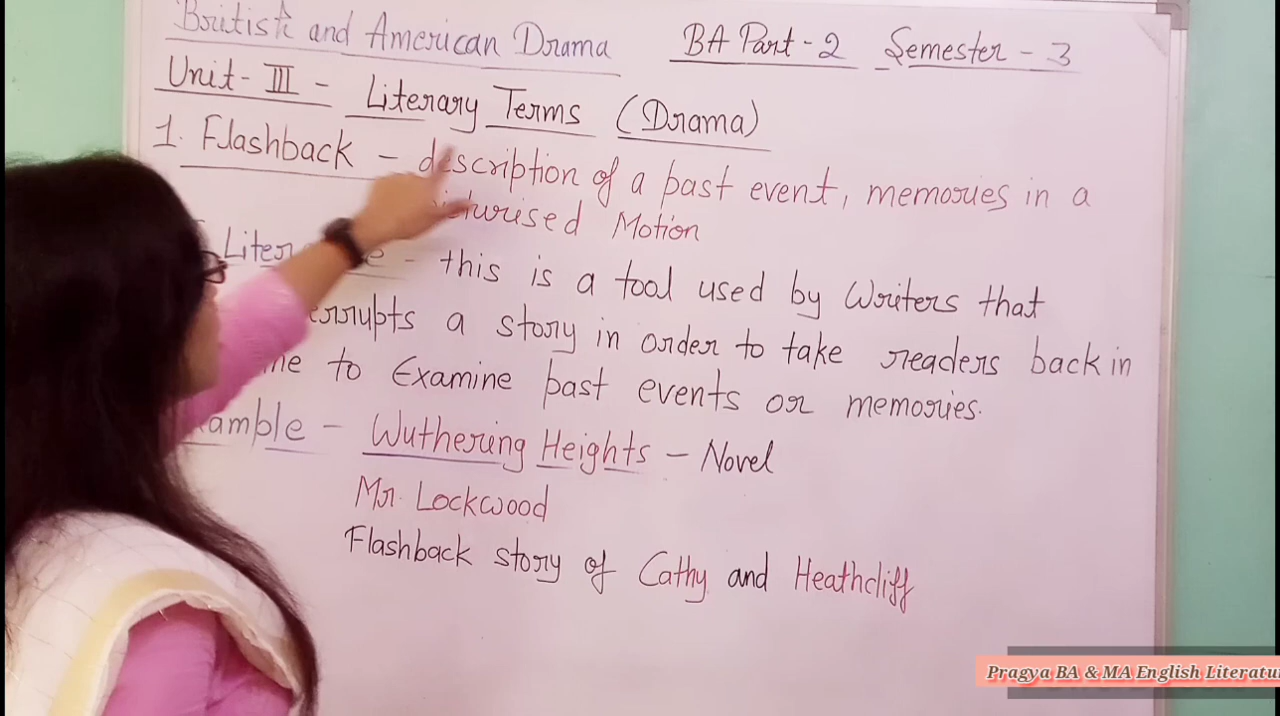 British and American Drama BA Part - 2 Semester - 3
Unit - III - Literary Terms (Drama)
1. Flashback - description of a past event, memories in a
Motion
this is a tool used by Writers that
a story in order to take readers back in
to Examine past events or memories.
Wuthering Heights - Novel
Mr. Lockwood
Flashback story of Cathy and Heathcliff
Pragya BA & MA English Literatu